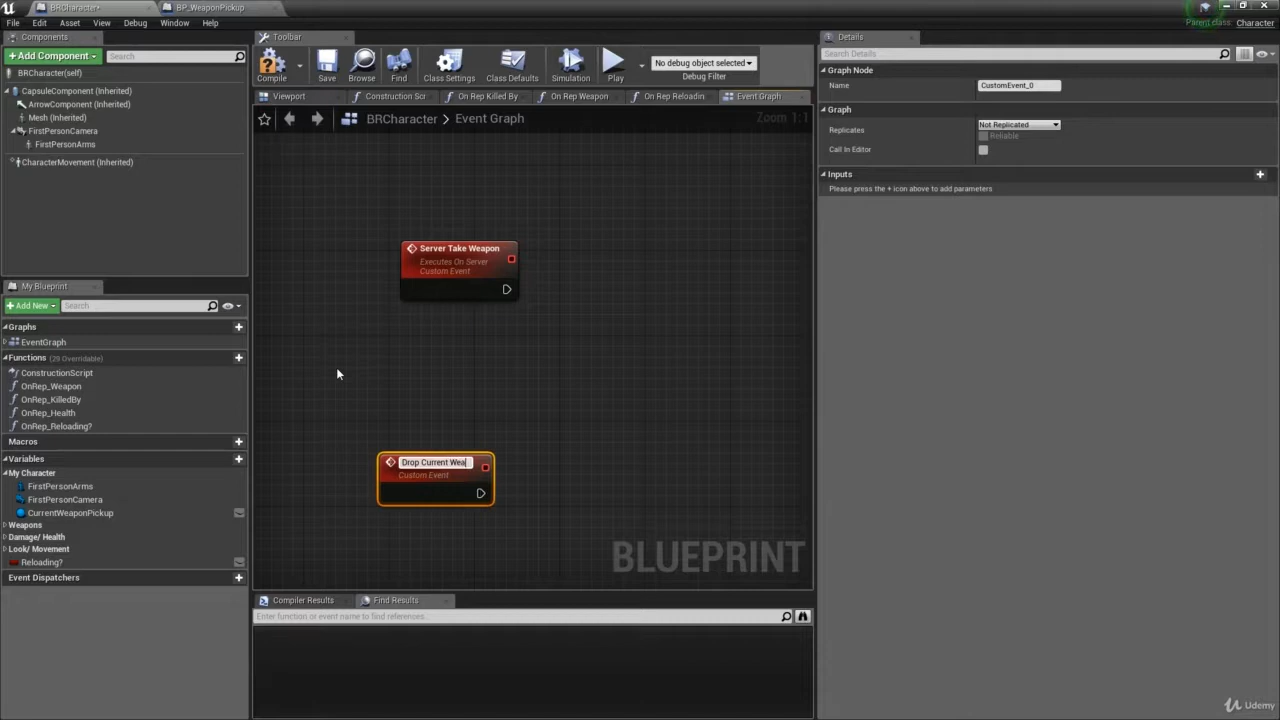 BRCharacter*
BP_WeaponPickup
File Edit Asset View Debug Window Help
Parent class: Character
Components
+ Add Component
Search
BRCharacter(self)
CapsuleComponent (Inherited)
ArrowComponent (Inherited)
Mesh (Inherited)
FirstPersonCamera
FirstPersonArms
CharacterMovement (Inherited)
My Blueprint
+ Add New
Search
Graphs
EventGraph
Functions (29 Overridable)
ConstructionScript
OnRep_Weapon
OnRep_KilledBy
OnRep_Health
OnRep_Reloading?
Macros
Variables
My Character
FirstPersonArms
FirstPersonCamera
CurrentWeaponPickup
Weapons
Damage/ Health
Look/ Movement
Reloading?
Event Dispatchers
Toolbar
Compile
Save
Browse
Find
Class Settings
Class Defaults
Simulation
Play
No debug object selected
Debug Filter
Viewport
Construction Scr
On Rep Killed By
On Rep Weapon
On Rep Reloadin
Event Graph
BRCharacter > Event Graph
Zoom 1:1
Server Take Weapon
Executes On Server
Custom Event
Drop Current Wea
Custom Event
BLUEPRINT
Compiler Results
Find Results
Enter function or event name to find references...
Details
Search Details
Graph Node
Name
CustomEvent_0
Graph
Replicates
Not Replicated
Reliable
Call In Editor
Inputs
Please press the + icon above to add parameters
Udemy